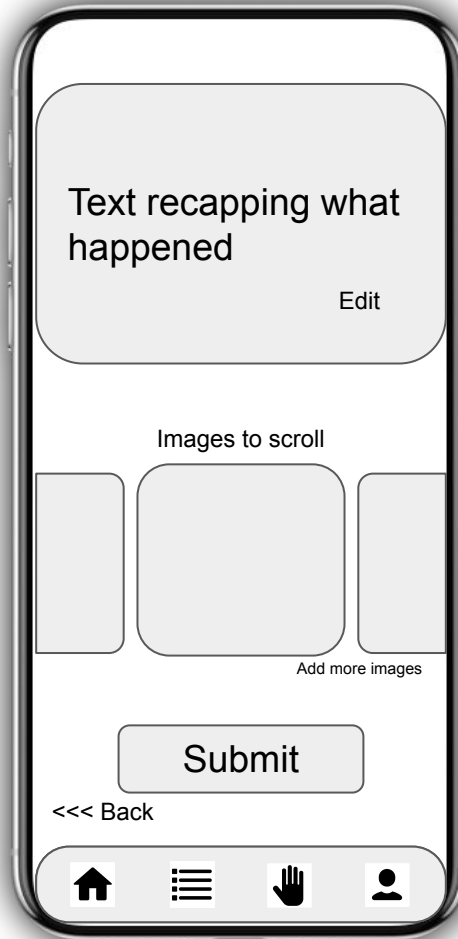 Text recapping what
happened
Edit
Images to scroll
Add more images
Submit
<<< Back